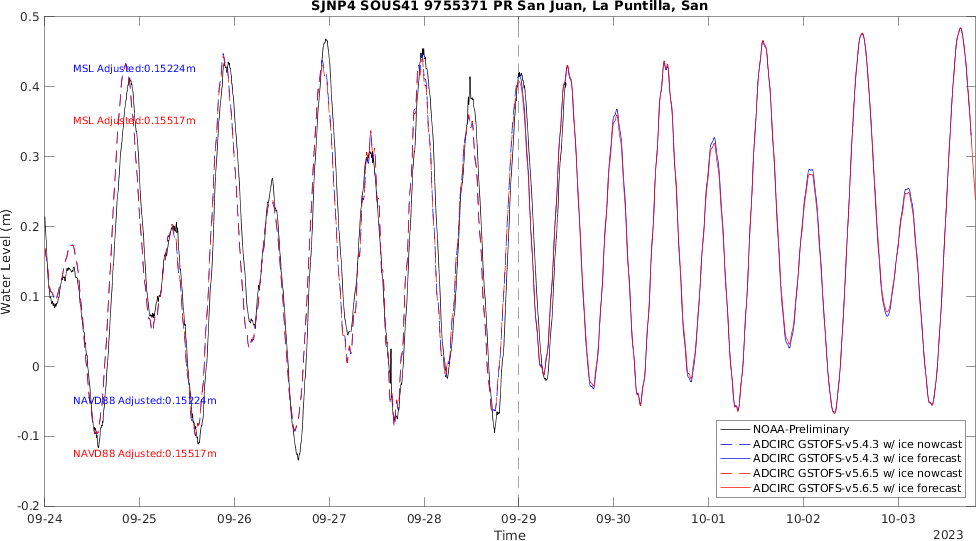 SJNP4 SOUS41 9755371 PR San Juan, La Puntilla, San
0.5
0.4
0.3
0.2
0.1
0
-0.1
-0.2
Water Level (m)
MSL Adjusted:0.15224m
MSL Adjusted:0.15517m
NAVD88 Adjusted:0.15224m
NAVD88 Adjusted:0.15517m
NOAA-Preliminary
ADCIRC GSTOFS-v5.4.3 w/ ice nowcast
ADCIRC GSTOFS-v5.4.3 w/ ice forecast
ADCIRC GSTOFS-v5.6.5 w/ ice nowcast
ADCIRC GSTOFS-v5.6.5 w/ ice forecast
09-24 09-25 09-26 09-27 09-28 09-29 09-30 10-01 10-02 10-03
Time
2023